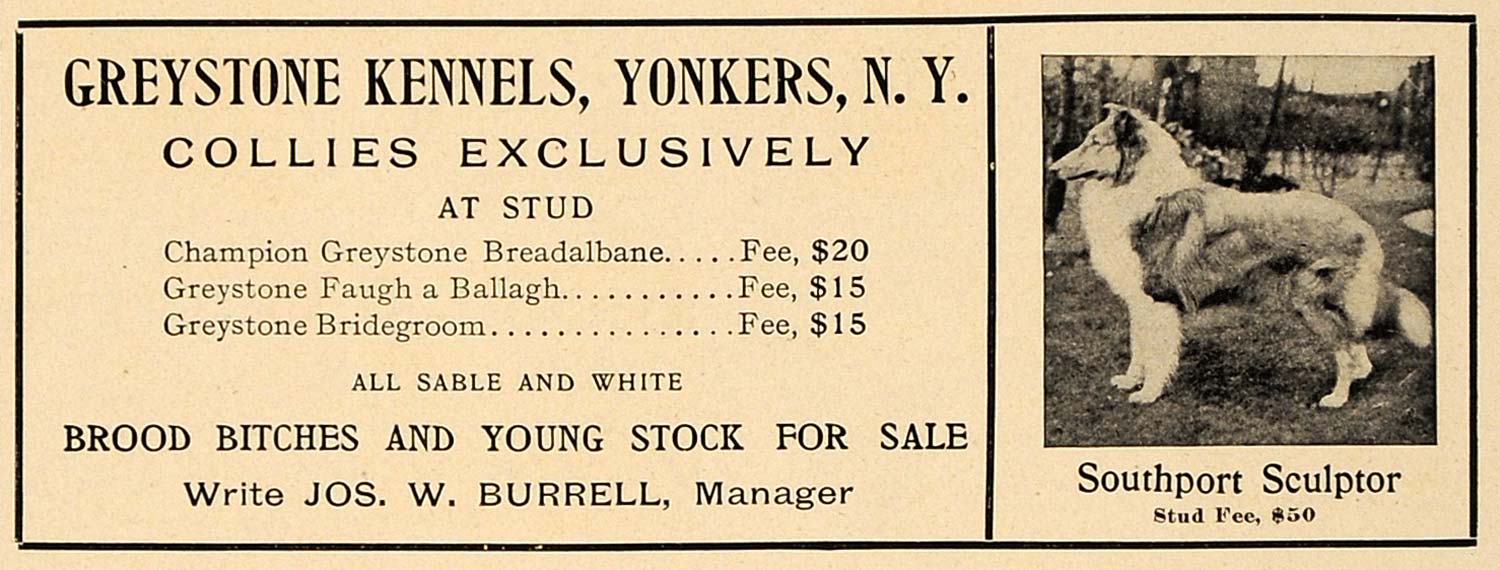 GREYSTONE KENNELS, YONKERS, N. Y.
COLLIES EXCLUSIVELY
AT STUD
Champion Greystone Breadalbane.....Fee, $20
Greystone Faugh a Ballagh...........Fee, $15
Greystone Bridegroom...............Fee, $15
ALL SABLE AND WHITE
BROOD BITCHES AND YOUNG STOCK FOR SALE
Write JOS. W. BURRELL, Manager
Southport Sculptor
Stud Fee, $50